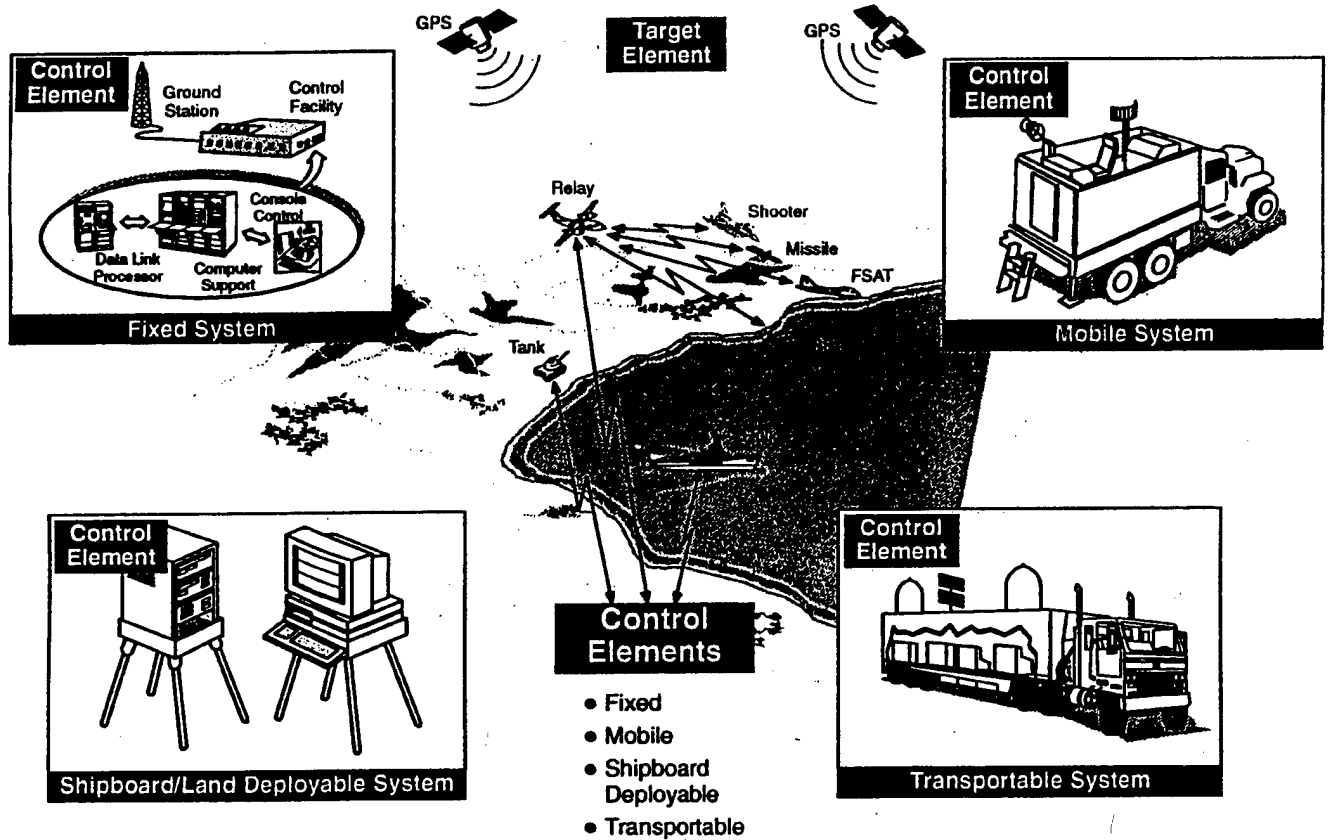 GPS
Target
Element
GPS
Control
Element
Ground
Station
Control
Facility
Console
Control
Data Link
Processor
Computer
Support
Fixed System
Control
Element
Mobile System
Relay
Shooter
Missile
FSAT
Tank
Control
Element
Shipboard/Land Deployable System
Control
Elements
• Fixed
• Mobile
• Shipboard
Deployable
• Transportable
Control
Element
Transportable System